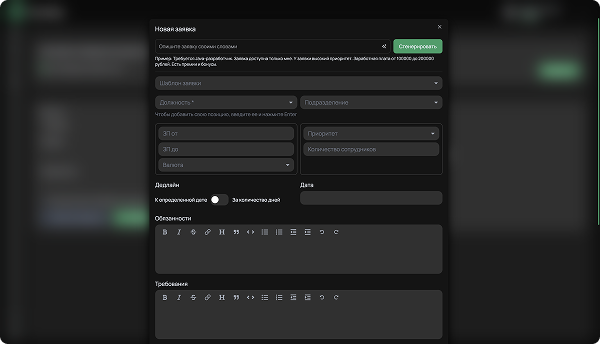 Новая заявка
Опишите заявку своими словами
Сгенерировать
Пример: Требуется Java-разработчик. Заявка доступна только мне. У заявки высокий приоритет. Заработная плата от 100000 до 200000
рублей. Есть премии и бонусы.
Шаблон заявки
Должность *
Подразделение
Чтобы добавить свою позицию, введите ее и нажмите Enter
ЗП от
Приоритет
ЗП до
Количество сотрудников
Валюта
Дедлайн
Дата
К определенной дате
За количество дней
Обязанности
Требования